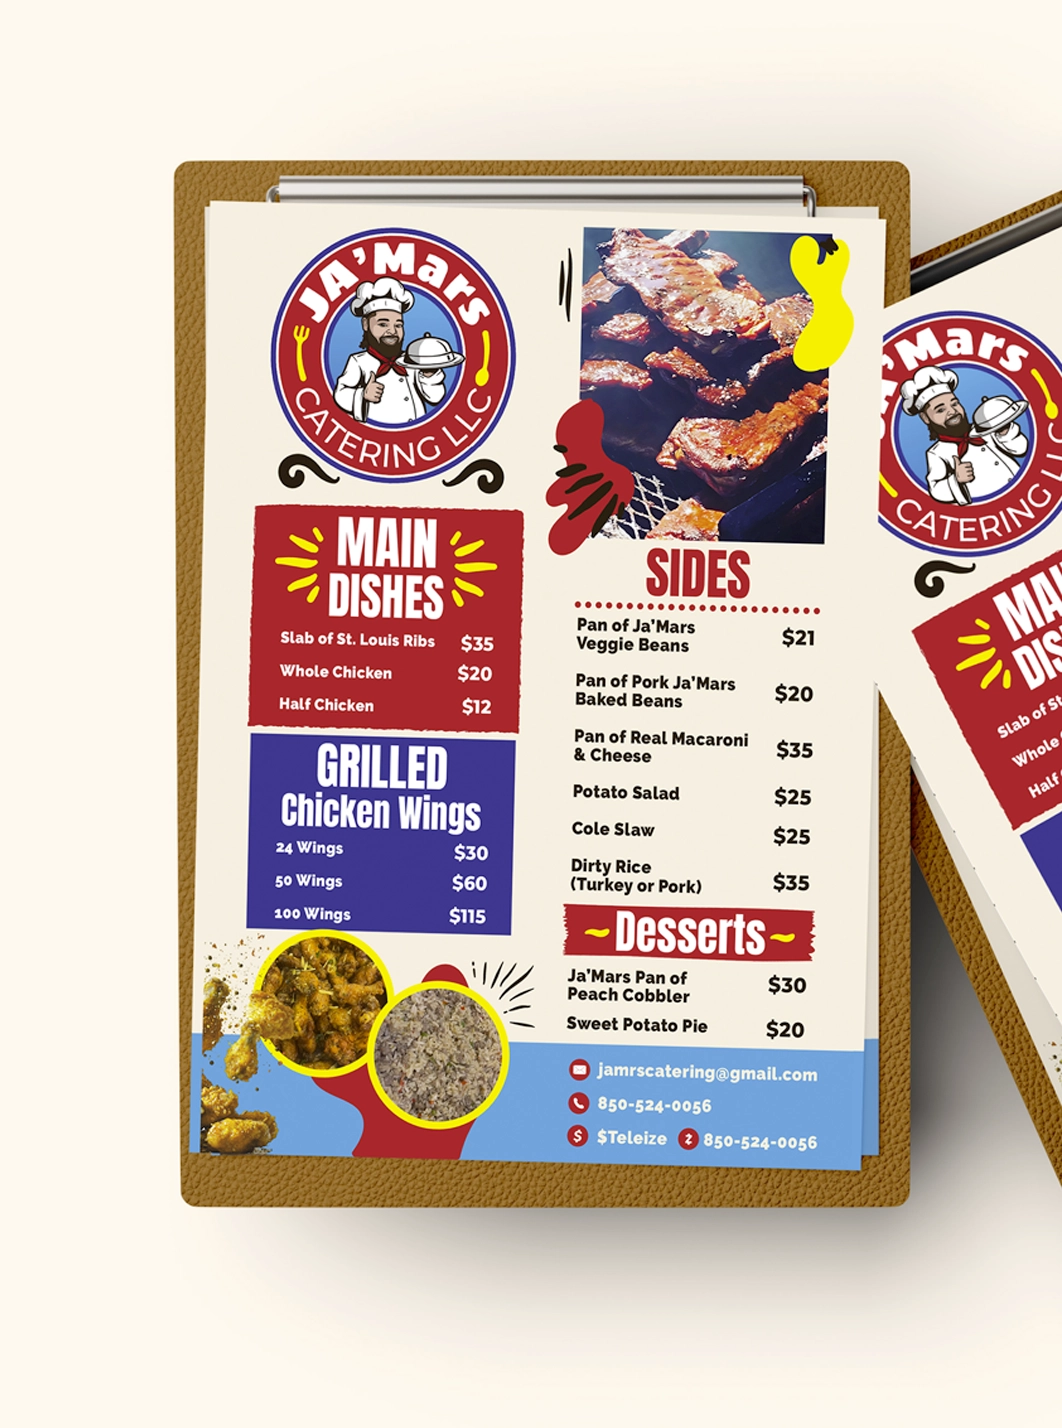 JA'Mars
CATERING LLC
MAIN
DISHES
Slab of St. Louis Ribs $35
Whole Chicken $20
Half Chicken $12
GRILLED
Chicken Wings
24 Wings $30
50 Wings $60
100 Wings $115
SIDES
Pan of Ja'Mars
Veggie Beans $21
Pan of Pork Ja'Mars
Baked Beans $20
Pan of Real Macaroni
& Cheese $35
Potato Salad $25
Cole Slaw $25
Dirty Rice
(Turkey or Pork) $35
~Desserts~
Ja'Mars Pan of
Peach Cobbler $30
Sweet Potato Pie $20
jamrscatering@gmail.com
850-524-0056
$ $Teleize 850-524-0056
A'Mars
CATERING LLC
MA
DIS
Slab of St
Whole
Half